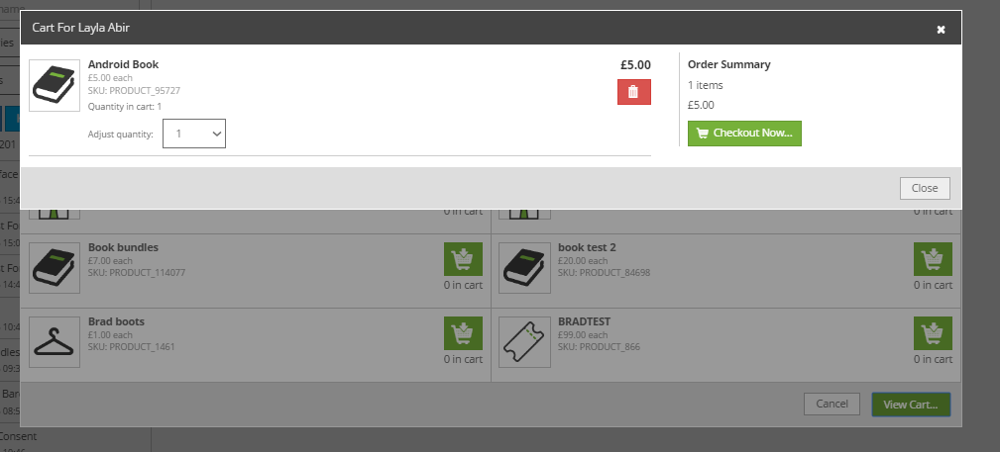 Cart For Layla Abir
Android Book
£5.00 each
SKU: PRODUCT_95727
Quantity in cart: 1
Adjust quantity: 1
£5.00
Order Summary
1 items
£5.00
Checkout Now...
Close
0 in cart
0 in cart
Book bundles
£7.00 each
SKU: PRODUCT_114077
0 in cart
book test 2
£20.00 each
SKU: PRODUCT_84698
0 in cart
Brad boots
£1.00 each
SKU: PRODUCT_1461
0 in cart
BRADTEST
£99.00 each
SKU: PRODUCT_866
0 in cart
Cancel
View Cart...
201
Consent